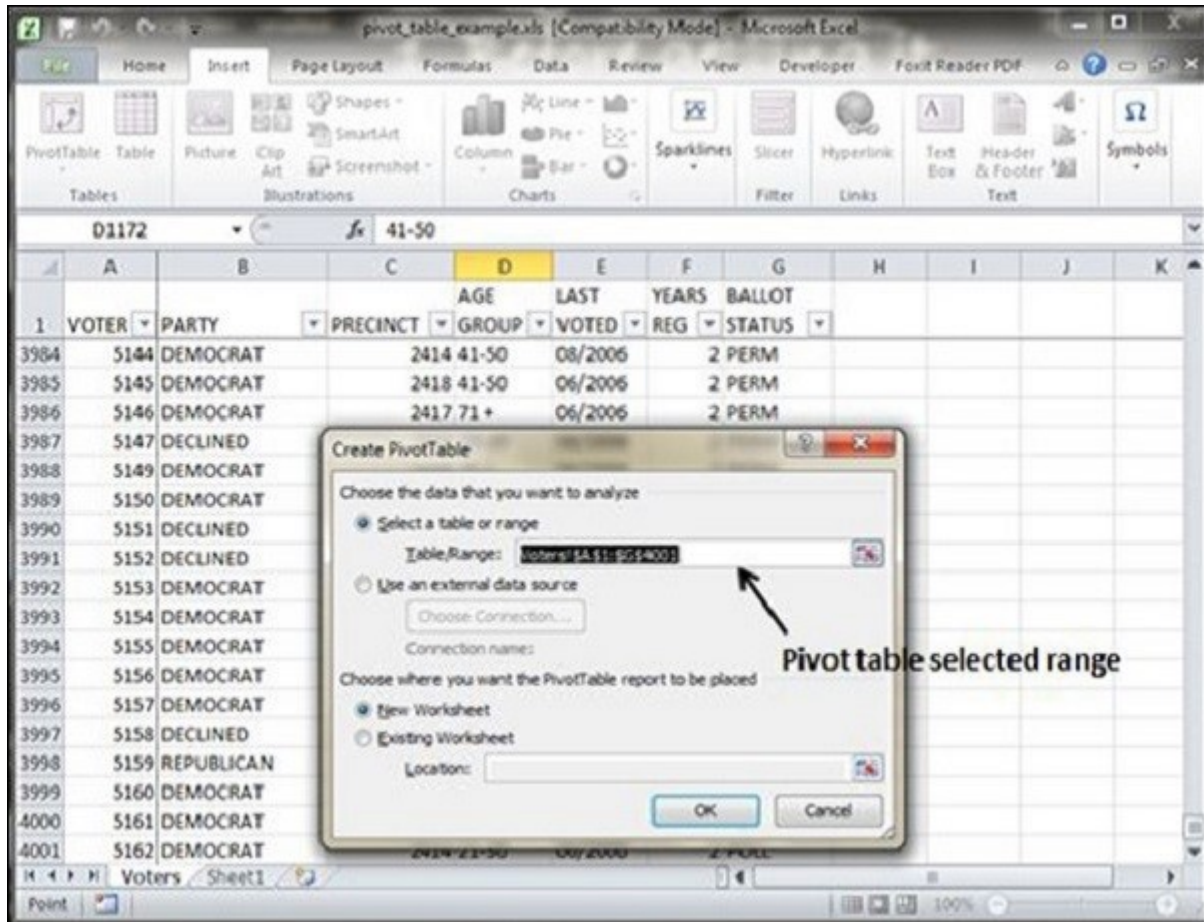 pivot_table_example.xls [Compatibility Mode] - Microsoft Excel
File Home Insert Page Layout Formulas Data Review View Developer Foxit Reader PDF
PivotTable Table Picture Clip Art Shapes SmartArt Screenshot Column Line Pie Bar Sparklines Slicer Hyperlink Text Box Header & Footer Symbols
Tables Illustrations Charts Filter Links Text
D1172 fx 41-50
A B C D E F G H I J K
1 VOTER PARTY PRECINCT AGE GROUP LAST VOTED YEARS REG BALLOT STATUS
3984 5144 DEMOCRAT 2414 41-50 08/2006 2 PERM
3985 5145 DEMOCRAT 2418 41-50 06/2006 2 PERM
3986 5146 DEMOCRAT 2417 71 + 06/2006 2 PERM
3987 5147 DECLINED
3988 5149 DEMOCRAT
3989 5150 DEMOCRAT
3990 5151 DECLINED
3991 5152 DECLINED
3992 5153 DEMOCRAT
3993 5154 DEMOCRAT
3994 5155 DEMOCRAT
3995 5156 DEMOCRAT
3996 5157 DEMOCRAT
3997 5158 DECLINED
3998 5159 REPUBLICAN
3999 5160 DEMOCRAT
4000 5161 DEMOCRAT
4001 5162 DEMOCRAT
Create PivotTable
Choose the data that you want to analyze
Select a table or range
Table/Range: Voters!$A$1:$G$4001
Use an external data source
Choose Connection...
Connection name:
Choose where you want the PivotTable report to be placed
New Worksheet
Existing Worksheet
Location:
OK Cancel
Pivot table selected range
Voters Sheet1
Point 100%